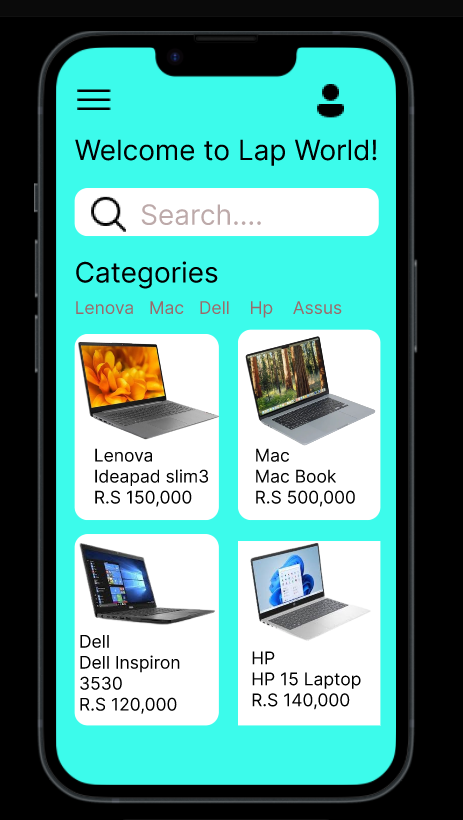 Welcome to Lap World!
Search....
Categories
Lenova Mac Dell Hp Assus
Lenova
Ideapad slim3
R.S 150,000
Mac
Mac Book
R.S 500,000
Dell
Dell Inspiron
3530
R.S 120,000
HP
HP 15 Laptop
R.S 140,000